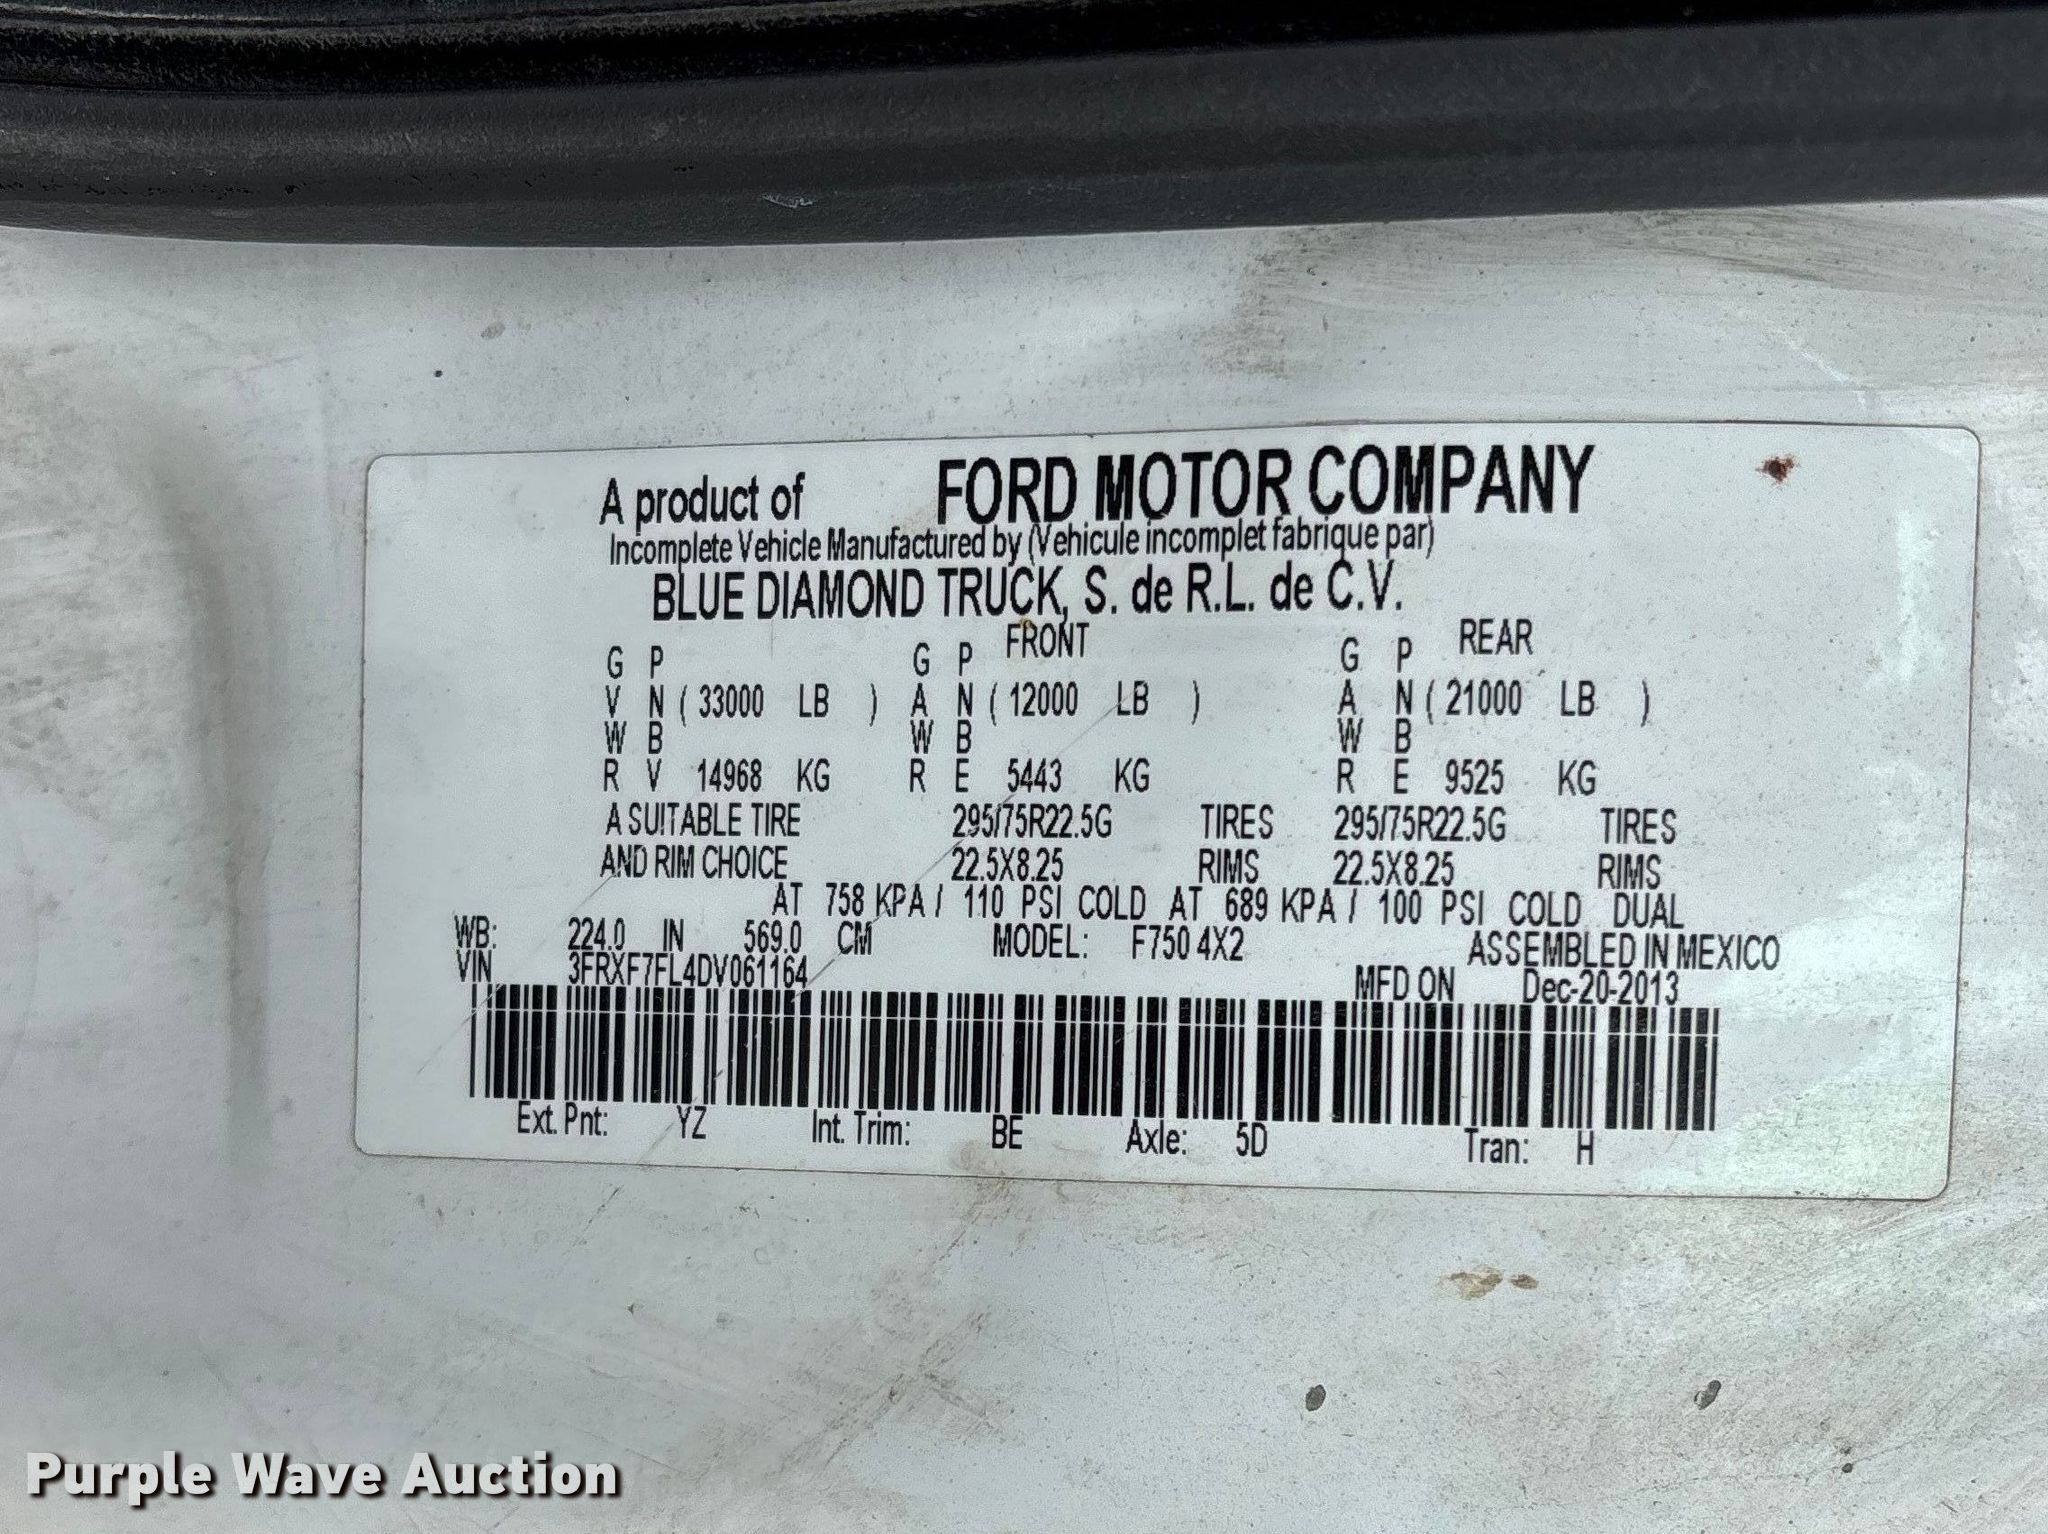 A product of FORD MOTOR COMPANY
Incomplete Vehicle Manufactured by (Vehicule incomplet fabrique par)
BLUE DIAMOND TRUCK, S. de R.L. de C.V.
FRONT REAR
G P G P G P
V N ( 33000 LB ) A N ( 12000 LB ) A N ( 21000 LB )
W B W B W B
R V 14968 KG R E 5443 KG R E 9525 KG
A SUITABLE TIRE 295/75R22.5G TIRES 295/75R22.5G TIRES
AND RIM CHOICE 22.5X8.25 RIMS 22.5X8.25 RIMS
AT 758 KPA / 110 PSI COLD AT 689 KPA / 100 PSI COLD DUAL
WB: 224.0 IN 569.0 CM MODEL: F750 4X2 ASSEMBLED IN MEXICO
VIN 3FRXF7FL4DV061164 MFD ON Dec-20-2013
Ext. Pnt: YZ Int. Trim: BE Axle: 5D Tran: H
Purple Wave Auction